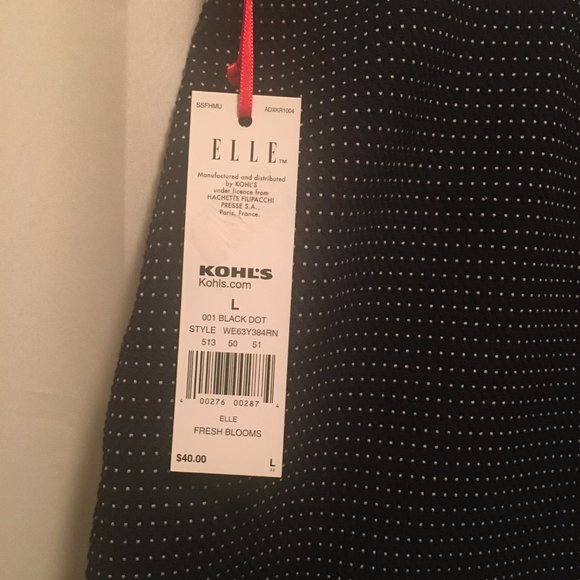 SSFHMU ADXKR1004
ELLE™
Manufactured and distributed
by KOHL'S
under licence from
HACHETTE FILIPACCHI
PRESSE S.A.,
Paris, France.
KOHL'S
Kohls.com
L
001 BLACK DOT
STYLE WE63Y384RN
513 50 51
4 00276 00287 4
ELLE
FRESH BLOOMS
$40.00 L